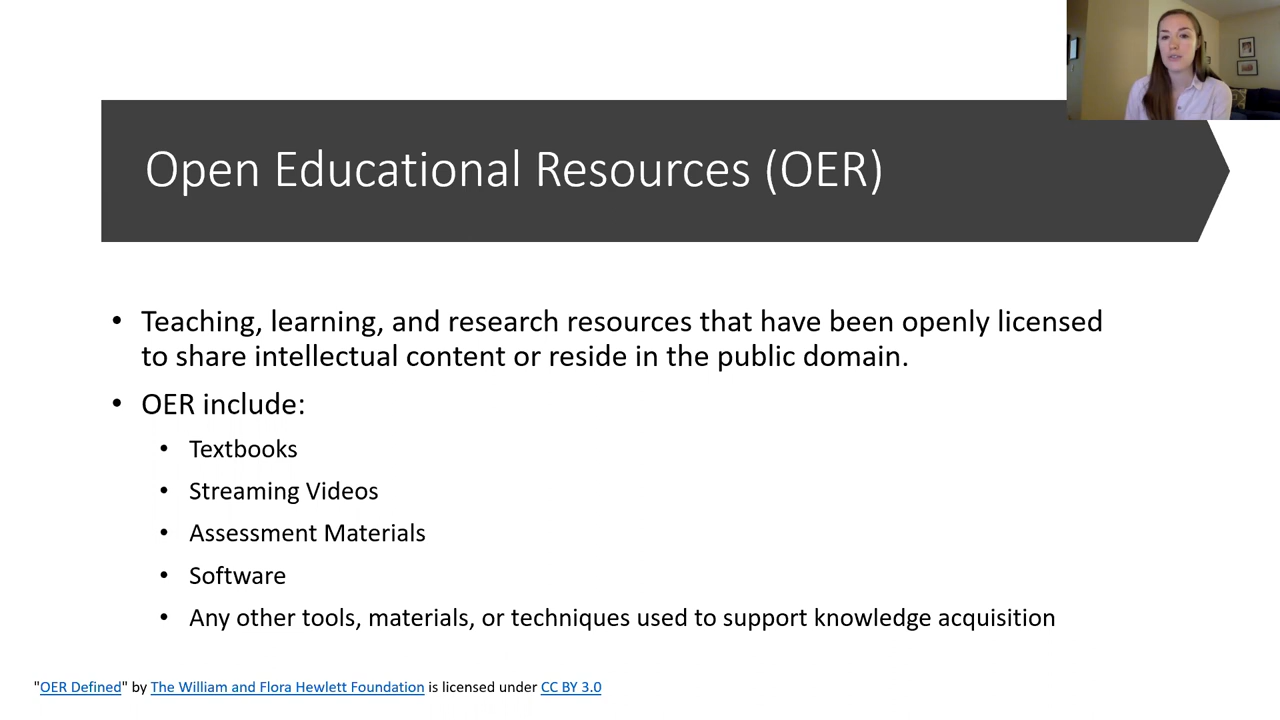 Open Educational Resources (OER)
• Teaching, learning, and research resources that have been openly licensed
to share intellectual content or reside in the public domain.
• OER include:
• Textbooks
• Streaming Videos
• Assessment Materials
• Software
• Any other tools, materials, or techniques used to support knowledge acquisition
"OER Defined" by The William and Flora Hewlett Foundation is licensed under CC BY 3.0